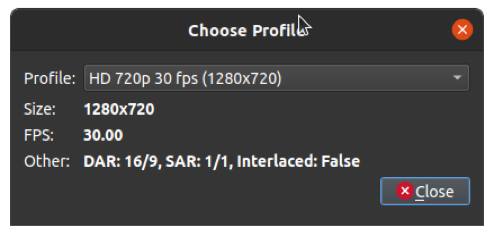 Choose Profile
Profile: HD 720p 30 fps (1280x720)
Size: 1280x720
FPS: 30.00
Other: DAR: 16/9, SAR: 1/1, Interlaced: False
Close